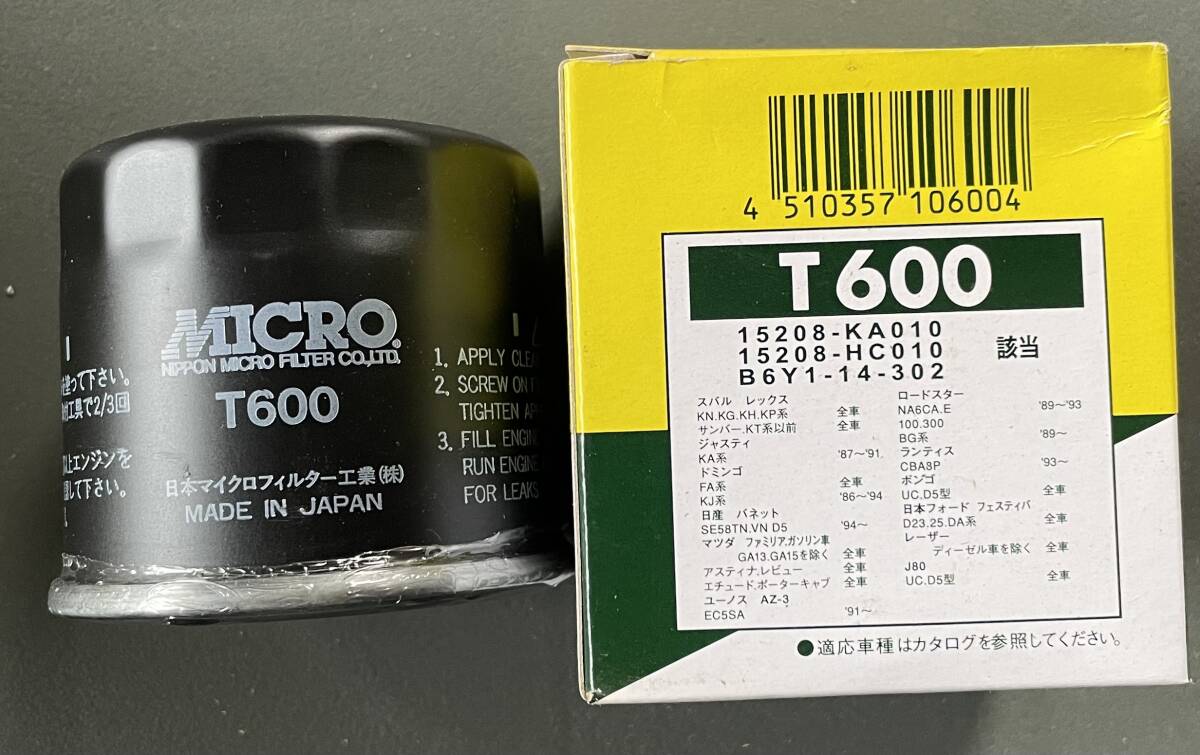 MICRO®
NIPPON MICRO FILTER CO.,LTD.
T600
日本マイクロフィルター工業(株)
MADE IN JAPAN
塗って下さい。
工具で2/3回
以上エンジンを
して下さい。
1. APPLY
2. SCREW ON
TIGHTEN
3. FILL
RUN ENGINE
FOR LEAKS
4 510357 106004
T600
15208-KA010
15208-HC010 該当
B6Y1-14-302
スバル レックス
KN.KG.KH.KP系 全車
サンバー.KT系以前 全車
ジャスティ
KA系 '87〜'91
ドミンゴ
FA系 全車
KJ系 '86〜'94
日産 バネット
SE58TN.VN D5 '94〜
マツダ ファミリア.ガソリン車
GA13.GA15を除く 全車
アスティナ.レビュー 全車
エチュード.ポーターキャブ 全車
ユーノス AZ-3
EC5SA '91〜
ロードスター
NA6CA.E '89〜'93
100.300
BG系 '89〜
ランティス
CBA8P '93〜
ボンゴ
UC.D5型 全車
日本フォード フェスティバ
D23.25.DA系 全車
レーザー
ディーゼル車を除く 全車
J80
UC.D5型 全車
●適応車種はカタログを参照してください。